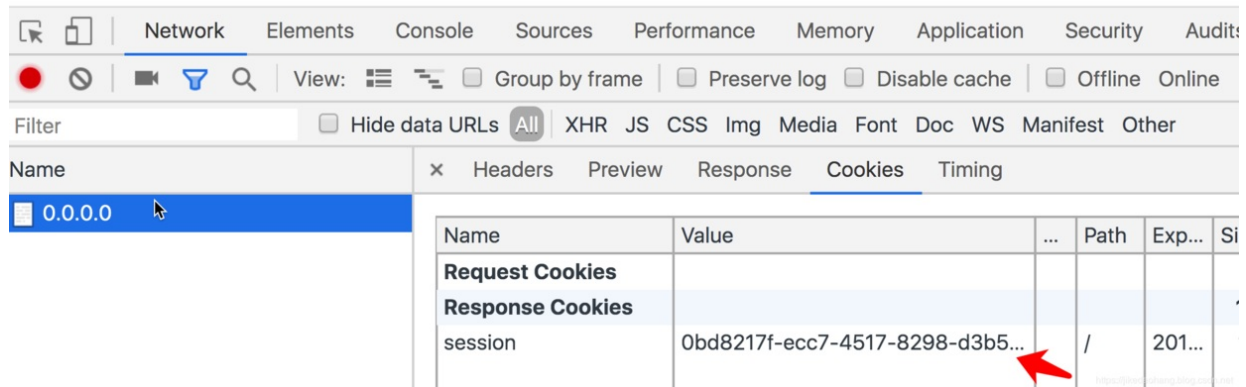 Network Elements Console Sources Performance Memory Application Security Audits
View: Group by frame Preserve log Disable cache Offline Online
Filter Hide data URLs All XHR JS CSS Img Media Font Doc WS Manifest Other
Name × Headers Preview Response Cookies Timing
0.0.0.0
Name Value ... Path Exp... Si
Request Cookies
Response Cookies
session 0bd8217f-ecc7-4517-8298-d3b5... / 201...